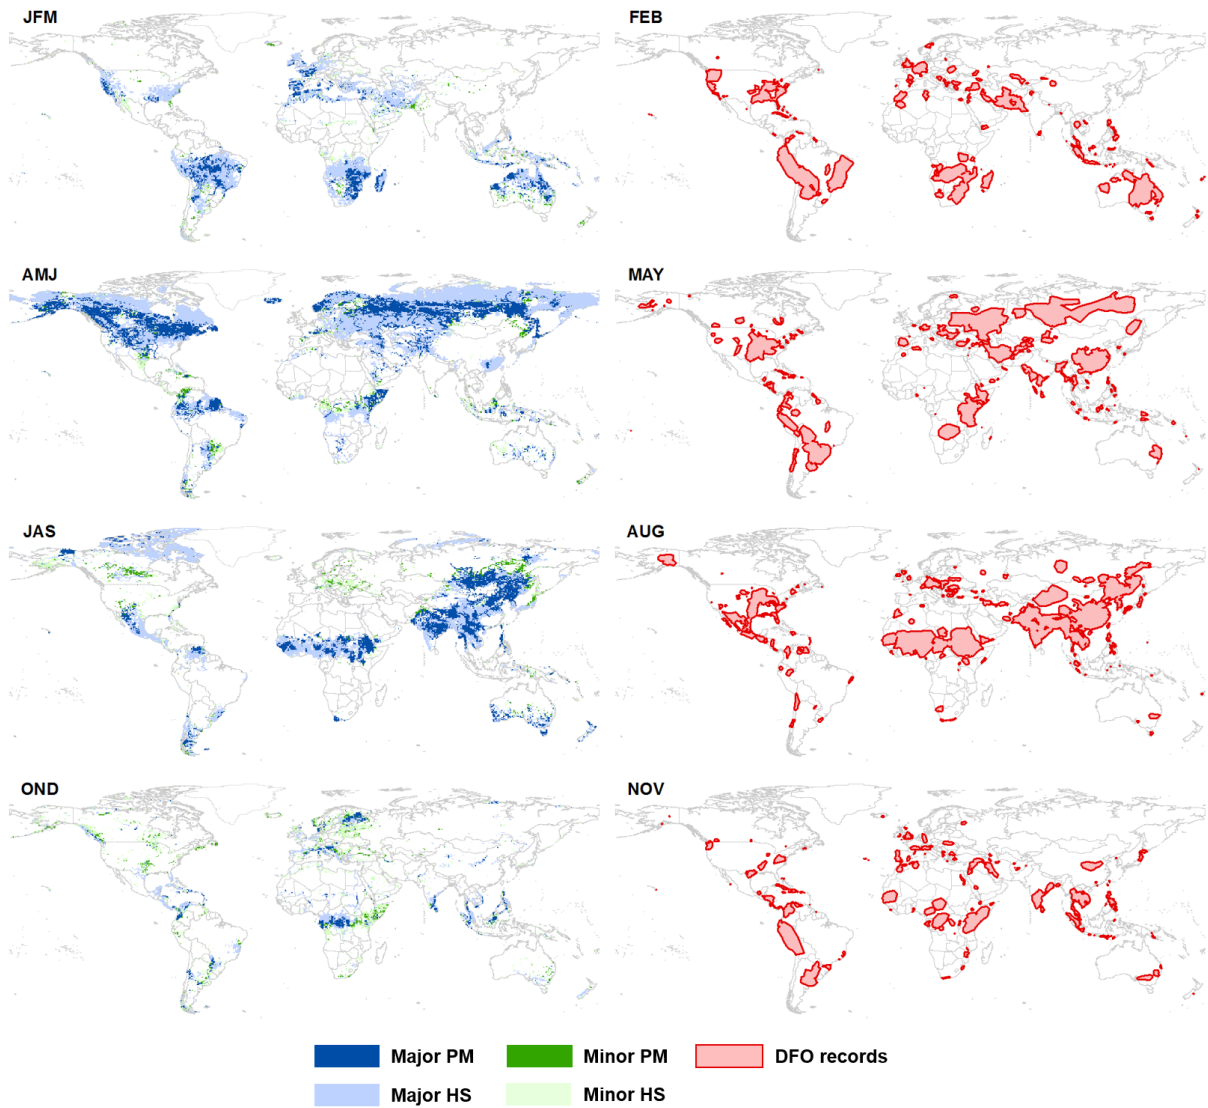 JFM
FEB
AMJ
MAY
JAS
AUG
OND
NOV
Major PM
Minor PM
DFO records
Major HS
Minor HS